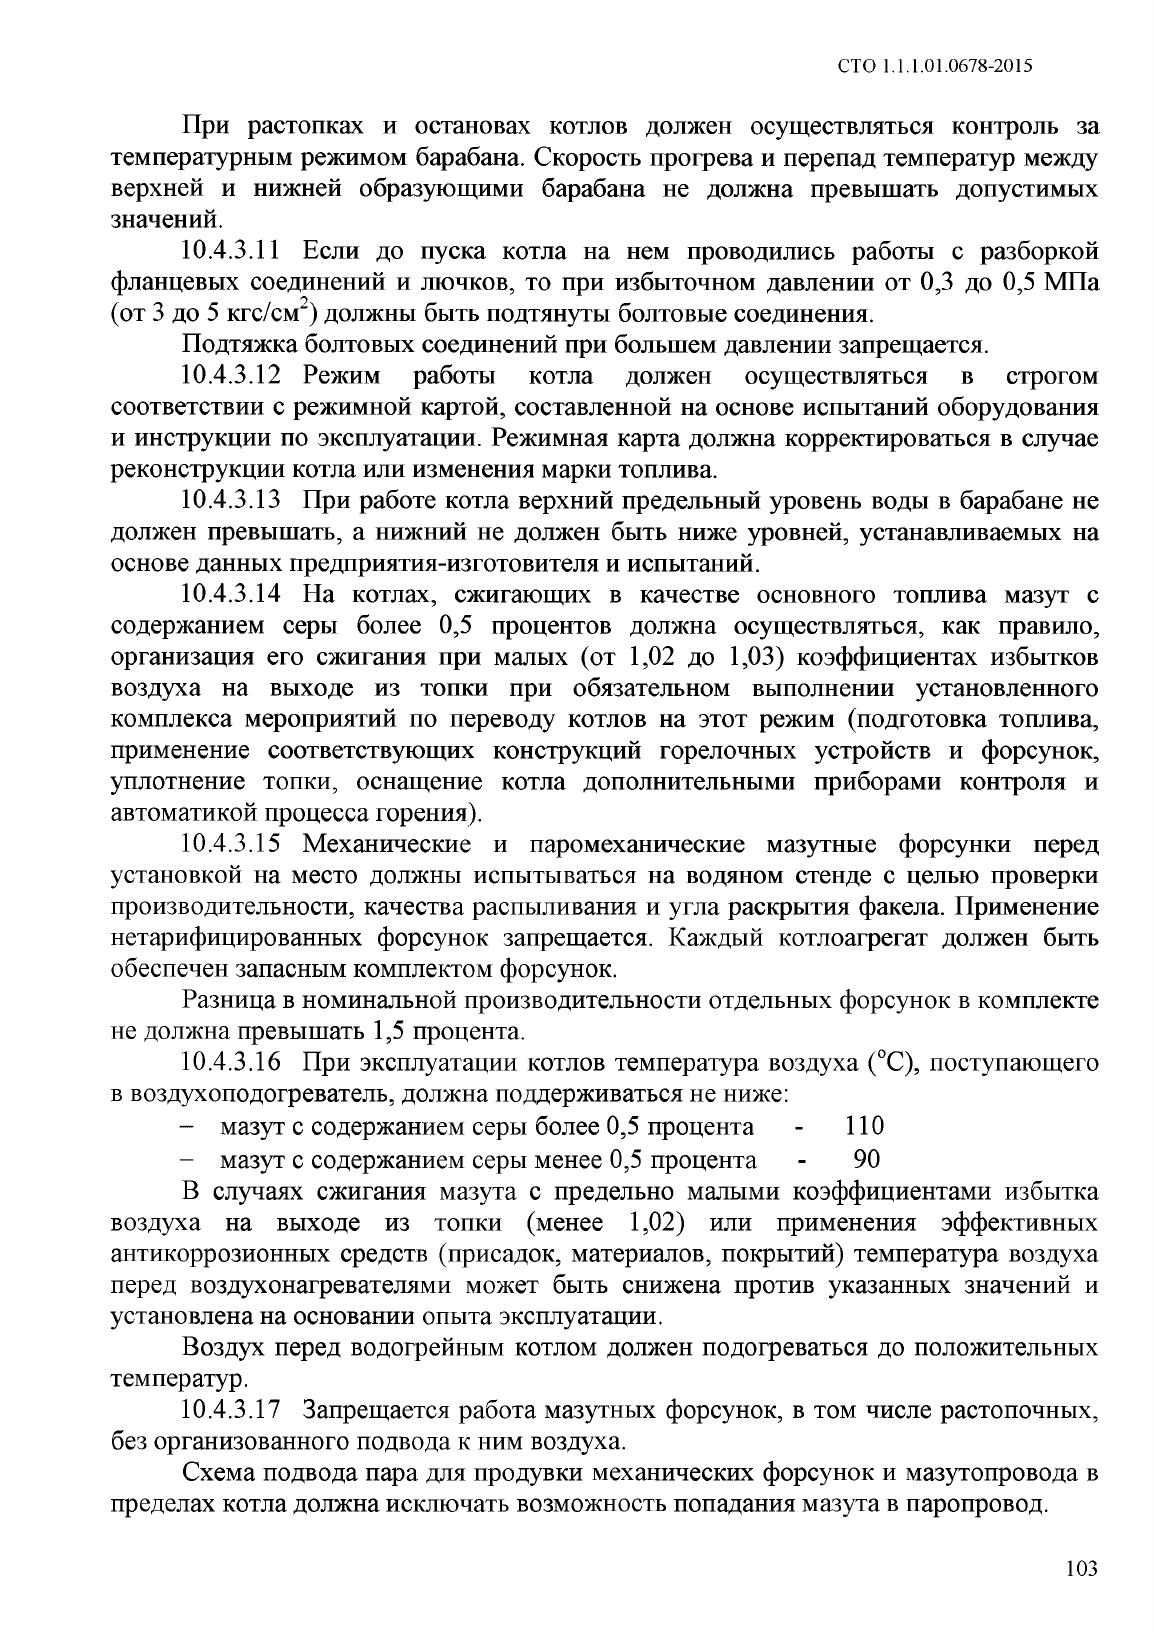 СТО 1.1.1.01.0678-2015
При растопках и остановах котлов должен осуществляться контроль за
температурным режимом барабана. Скорость прогрева и перепад температур между
верхней и нижней образующими барабана не должна превышать допустимых
значений.
10.4.3.11 Если до пуска котла на нем проводились работы с разборкой
фланцевых соединений и лючков, то при избыточном давлении от 0,3 до 0,5 МПа
(от 3 до 5 кгс/см²) должны быть подтянуты болтовые соединения.
Подтяжка болтовых соединений при большем давлении запрещается.
10.4.3.12 Режим работы котла должен осуществляться в строгом
соответствии с режимной картой, составленной на основе испытаний оборудования
и инструкции по эксплуатации. Режимная карта должна корректироваться в случае
реконструкции котла или изменения марки топлива.
10.4.3.13 При работе котла верхний предельный уровень воды в барабане не
должен превышать, а нижний не должен быть ниже уровней, устанавливаемых на
основе данных предприятия-изготовителя и испытаний.
10.4.3.14 На котлах, сжигающих в качестве основного топлива мазут с
содержанием серы более 0,5 процентов должна осуществляться, как правило,
организация его сжигания при малых (от 1,02 до 1,03) коэффициентах избытков
воздуха на выходе из топки при обязательном выполнении установленного
комплекса мероприятий по переводу котлов на этот режим (подготовка топлива,
применение соответствующих конструкций горелочных устройств и форсунок,
уплотнение топки, оснащение котла дополнительными приборами контроля и
автоматикой процесса горения).
10.4.3.15 Механические и паромеханические мазутные форсунки перед
установкой на место должны испытываться на водяном стенде с целью проверки
производительности, качества распыливания и угла раскрытия факела. Применение
нетарифицированных форсунок запрещается. Каждый котлоагрегат должен быть
обеспечен запасным комплектом форсунок.
Разница в номинальной производительности отдельных форсунок в комплекте
не должна превышать 1,5 процента.
10.4.3.16 При эксплуатации котлов температура воздуха (°С), поступающего
в воздухоподогреватель, должна поддерживаться не ниже:
– мазут с содержанием серы более 0,5 процента - 110
– мазут с содержанием серы менее 0,5 процента - 90
В случаях сжигания мазута с предельно малыми коэффициентами избытка
воздуха на выходе из топки (менее 1,02) или применения эффективных
антикоррозионных средств (присадок, материалов, покрытий) температура воздуха
перед воздухонагревателями может быть снижена против указанных значений и
установлена на основании опыта эксплуатации.
Воздух перед водогрейным котлом должен подогреваться до положительных
температур.
10.4.3.17 Запрещается работа мазутных форсунок, в том числе растопочных,
без организованного подвода к ним воздуха.
Схема подвода пара для продувки механических форсунок и мазутопровода в
пределах котла должна исключать возможность попадания мазута в паропровод.
103